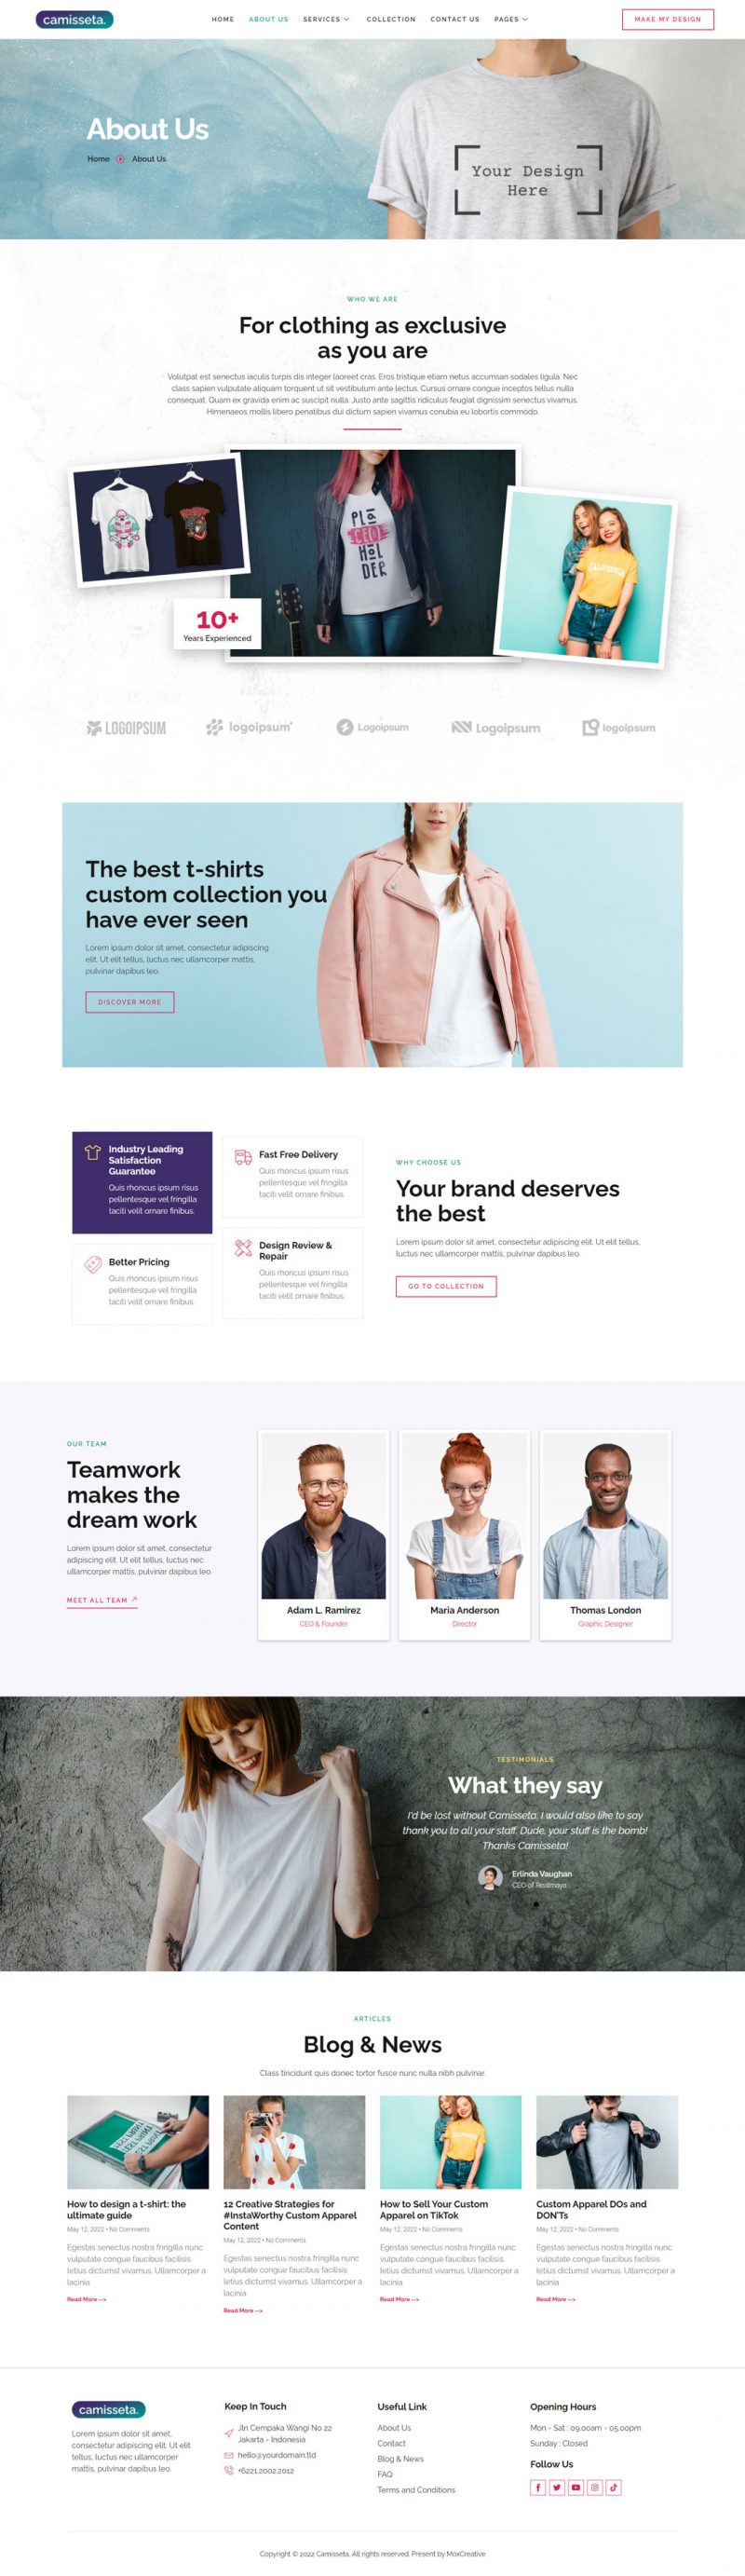 camisseta.
HOME ABOUT US SERVICES COLLECTION CONTACT US PAGES
MAKE MY DESIGN
About Us
Home About Us
Your Design
Here
WHO WE ARE
For clothing as exclusive
as you are
Volutpat est senectus iaculis turpis dis integer laoreet cras. Eros tristique etiam netus accumsan sodales ligula. Nec
class sapien vulputate aliquam torquent ut sit vestibulum ante lectus. Cursus ornare congue inceptos tellus nulla
consequat. Quam ex gravida enim ac suscipit nulla. Justo ante sagittis ridiculus feugiat dignissim senectus vivamus.
Himenaeos mollis libero penatibus dui dictum sapien vivamus conubia eu lobortis commodo.
CALIFORNIA
10+
Years Experienced
LOGOIPSUM
logoipsum
Logoipsum
Logoipsum
logoipsum
The best t-shirts
custom collection you
have ever seen
Lorem ipsum dolor sit amet, consectetur adipiscing
elit. Ut elit tellus, luctus nec ullamcorper mattis,
pulvinar dapibus leo.
DISCOVER MORE
Industry Leading
Satisfaction
Guarantee
Quis rhoncus ipsum risus
pellentesque vel fringilla
taciti velit ornare finibus.
Fast Free Delivery
Quis rhoncus ipsum risus
pellentesque vel fringilla
taciti velit ornare finibus.
Better Pricing
Quis rhoncus ipsum risus
pellentesque vel fringilla
taciti velit ornare finibus.
Design Review &
Repair
Quis rhoncus ipsum risus
pellentesque vel fringilla
taciti velit ornare finibus.
WHY CHOOSE US
Your brand deserves
the best
Lorem ipsum dolor sit amet, consectetur adipiscing elit. Ut elit tellus,
luctus nec ullamcorper mattis, pulvinar dapibus leo.
GO TO COLLECTION
OUR TEAM
Teamwork
makes the
dream work
Lorem ipsum dolor sit amet, consectetur
adipiscing elit. Ut elit tellus, luctus nec
ullamcorper mattis, pulvinar dapibus leo.
MEET ALL TEAM
Adam L. Ramirez
CEO & Founder
Maria Anderson
Director
Thomas London
Graphic Designer
TESTIMONIALS
What they say
I'd be lost without Camisseta. I would also like to say
thank you to all your staff. Dude, your stuff is the bomb!
Thanks Camisseta!
Erlinda Vaughan
CEO of Realmaya
ARTICLES
Blog & News
Class tincidunt quis donec tortor fusce nunc nulla nibh pulvinar.
How to design a t-shirt: the
ultimate guide
May 12, 2022 • No Comments
Egestas senectus nostra fringilla nunc
vulputate congue faucibus facilisis
letius dictumst vivamus. Ullamcorper a
lacinia
Read More
12 Creative Strategies for
#InstaWorthy Custom Apparel
Content
May 12, 2022 • No Comments
Egestas senectus nostra fringilla nunc
vulputate congue faucibus facilisis
letius dictumst vivamus. Ullamcorper a
lacinia
Read More
How to Sell Your Custom
Apparel on TikTok
May 12, 2022 • No Comments
Egestas senectus nostra fringilla nunc
vulputate congue faucibus facilisis
letius dictumst vivamus. Ullamcorper a
lacinia
Read More
Custom Apparel DOs and
DON'Ts
May 12, 2022 • No Comments
Egestas senectus nostra fringilla nunc
vulputate congue faucibus facilisis
letius dictumst vivamus. Ullamcorper a
lacinia
Read More
camisseta.
Lorem ipsum dolor sit amet,
consectetur adipiscing elit. Ut elit
tellus, luctus nec ullamcorper
mattis, pulvinar dapibus leo.
Keep In Touch
Jln Cempaka Wangi No 22
Jakarta - Indonesia
hello@yourdomain.tld
+6221.2002.2012
Useful Link
About Us
Contact
Blog & News
FAQ
Terms and Conditions
Opening Hours
Mon - Sat : 09.00am - 05.00pm
Sunday : Closed
Follow Us
Copyright © 2022 Camisseta. All rights reserved. Present by MoxCreative